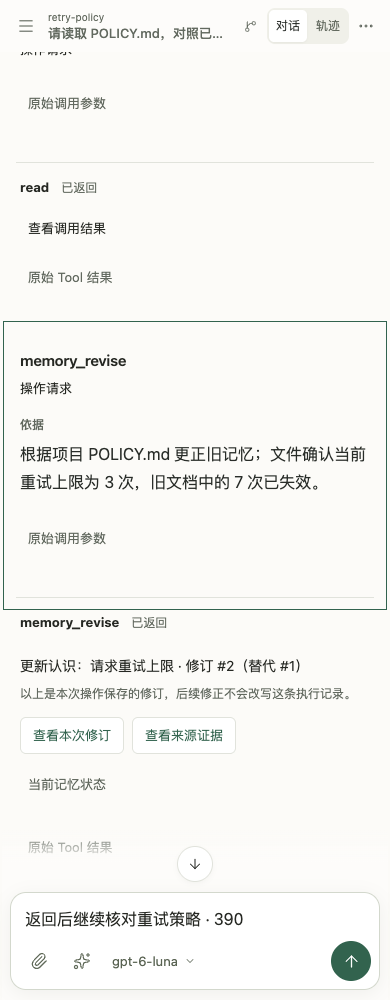 retry-policy
请读取 POLICY.md，对照已...
对话
轨迹
操作请求
原始调用参数
read 已返回
查看调用结果
原始 Tool 结果
memory_revise
操作请求
依据
根据项目 POLICY.md 更正旧记忆；文件确认当前
重试上限为 3 次，旧文档中的 7 次已失效。
原始调用参数
memory_revise 已返回
更新认识：请求重试上限 · 修订 #2（替代 #1）
以上是本次操作保存的修订，后续修正不会改写这条执行记录。
查看本次修订
查看来源证据
当前记忆状态
原始 Tool 结果
返回后继续核对重试策略 · 390
gpt-6-luna